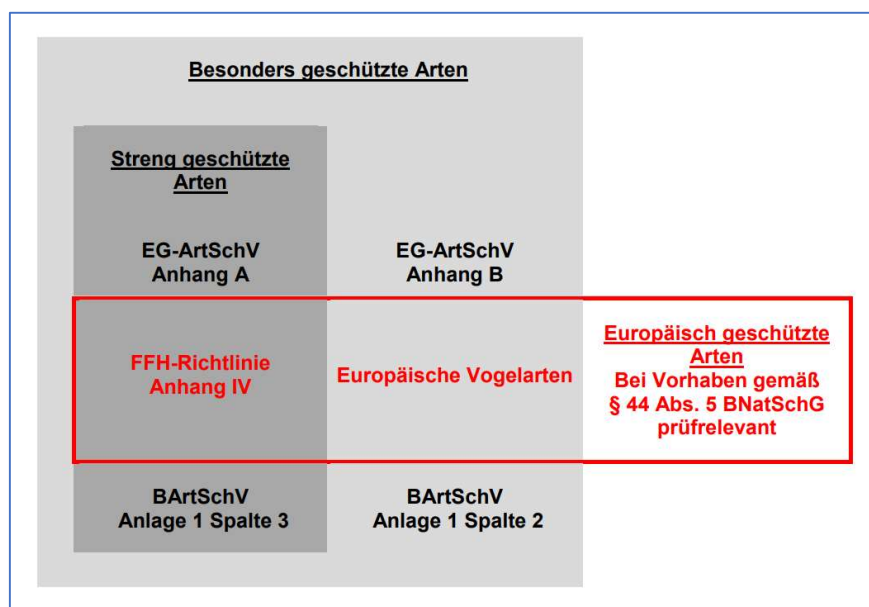 Besonders geschützte Arten
Streng geschützte
Arten
EG-ArtSchV
Anhang A
EG-ArtSchV
Anhang B
FFH-Richtlinie
Anhang IV
Europäische Vogelarten
Europäisch geschützte
Arten
Bei Vorhaben gemäß
§ 44 Abs. 5 BNatSchG
prüfrelevant
BArtSchV
Anlage 1 Spalte 3
BArtSchV
Anlage 1 Spalte 2